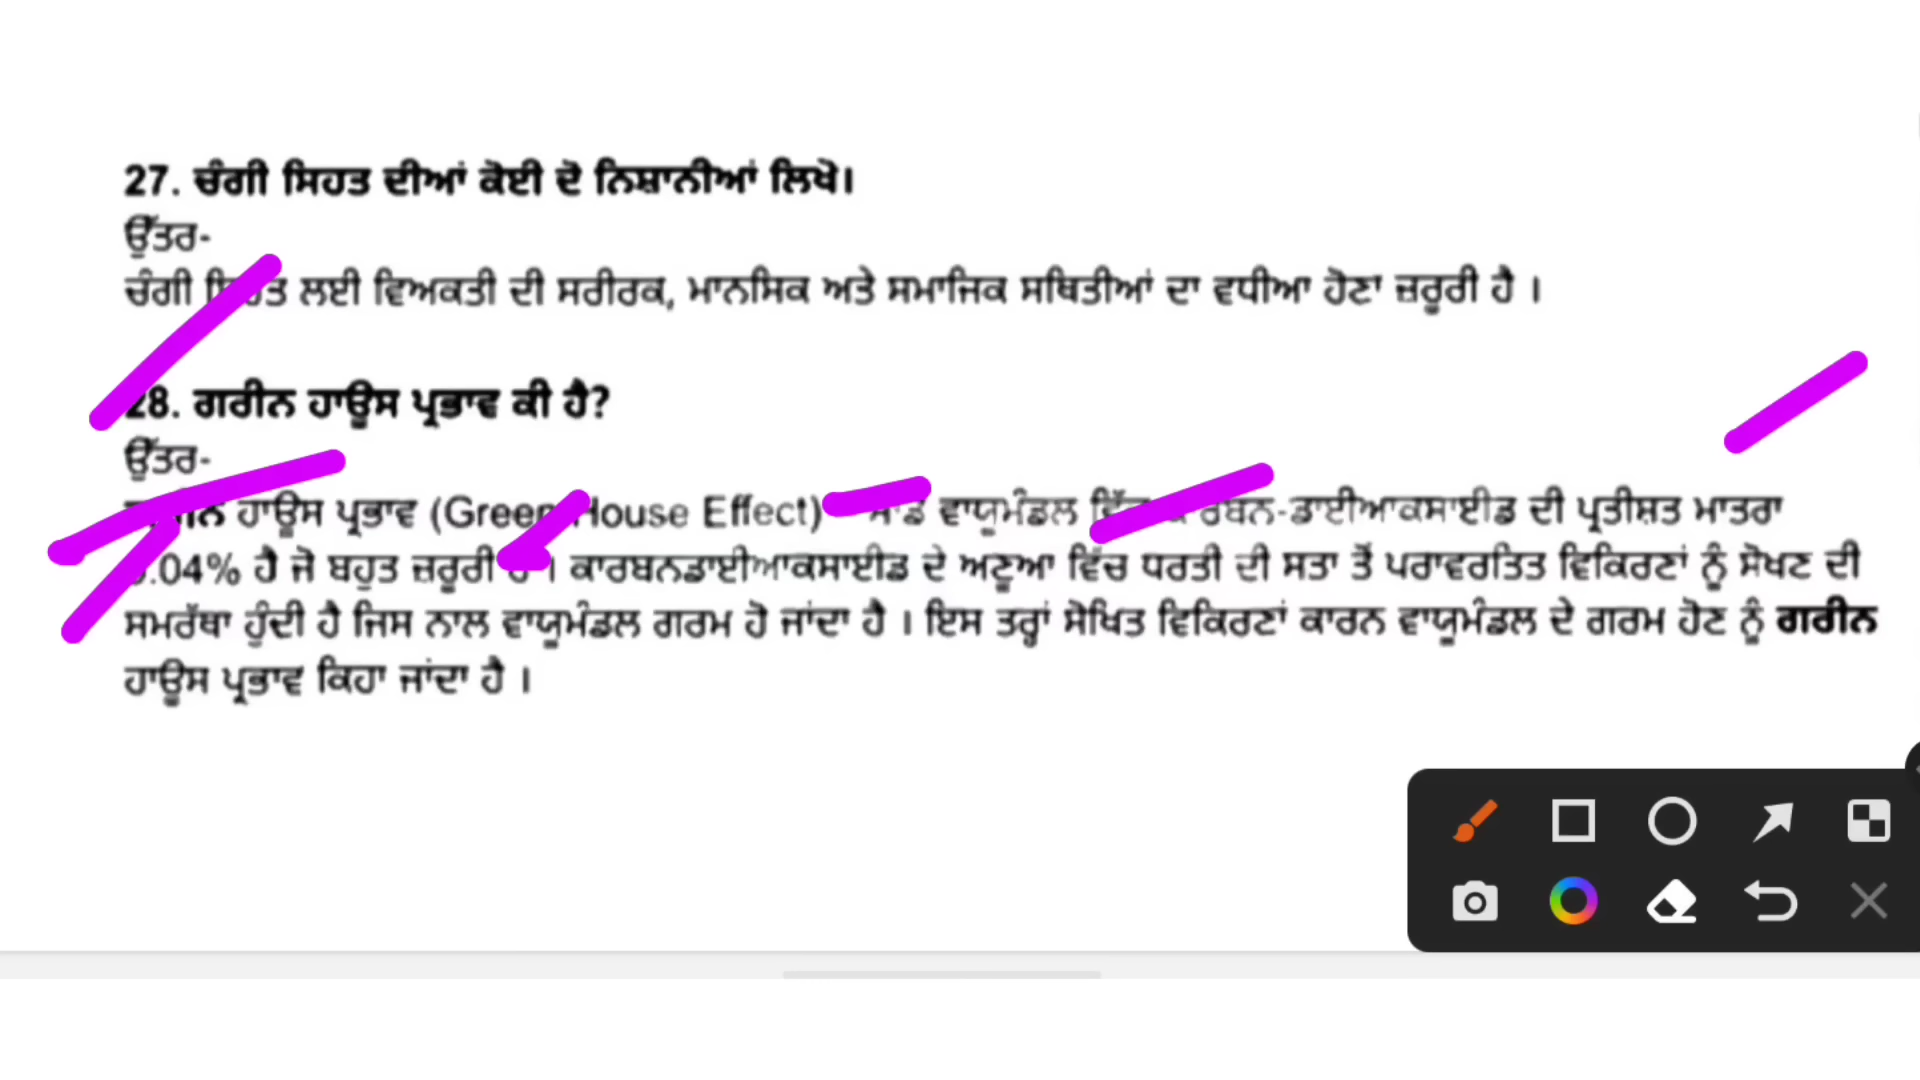 27. ਚੰਗੀ ਸਿਹਤ ਦੀਆਂ ਕੋਈ ਦੋ ਨਿਸ਼ਾਨੀਆਂ ਲਿਖੋ।
ਉੱਤਰ-
ਚੰਗੀ ਲਈ ਵਿਅਕਤੀ ਦੀ ਸਰੀਰਕ, ਮਾਨਸਿਕ ਅਤੇ ਸਮਾਜਿਕ ਸਥਿਤੀਆਂ ਦਾ ਵਧੀਆ ਹੋਣਾ ਜ਼ਰੂਰੀ ਹੈ ।
28. ਗਰੀਨ ਹਾਊਸ ਪ੍ਰਭਾਵ ਕੀ ਹੈ?
ਉੱਤਰ-
ਹਾਊਸ ਪ੍ਰਭਾਵ (Green House Effect) ਵਾਯੂਮੰਡਲ ਡਾਈਆਕਸਾਈਡ ਦੀ ਪ੍ਰਤੀਸ਼ਤ ਮਾਤਰਾ
.04% ਹੈ ਜੋ ਬਹੁਤ ਜ਼ਰੂਰੀ । ਕਾਰਬਨਡਾਈਆਕਸਾਈਡ ਦੇ ਅਣੂਆ ਵਿੱਚ ਧਰਤੀ ਦੀ ਸਤਾ ਤੋਂ ਪਰਾਵਰਤਿਤ ਵਿਕਿਰਣਾਂ ਨੂੰ ਸੋਖਣ ਦੀ
ਸਮਰੱਥਾ ਹੁੰਦੀ ਹੈ ਜਿਸ ਨਾਲ ਵਾਯੂਮੰਡਲ ਗਰਮ ਹੋ ਜਾਂਦਾ ਹੈ । ਇਸ ਤਰ੍ਹਾਂ ਸੋਖਿਤ ਵਿਕਿਰਣਾਂ ਕਾਰਨ ਵਾਯੂਮੰਡਲ ਦੇ ਗਰਮ ਹੋਣ ਨੂੰ ਗਰੀਨ
ਹਾਊਸ ਪ੍ਰਭਾਵ ਕਿਹਾ ਜਾਂਦਾ ਹੈ ।